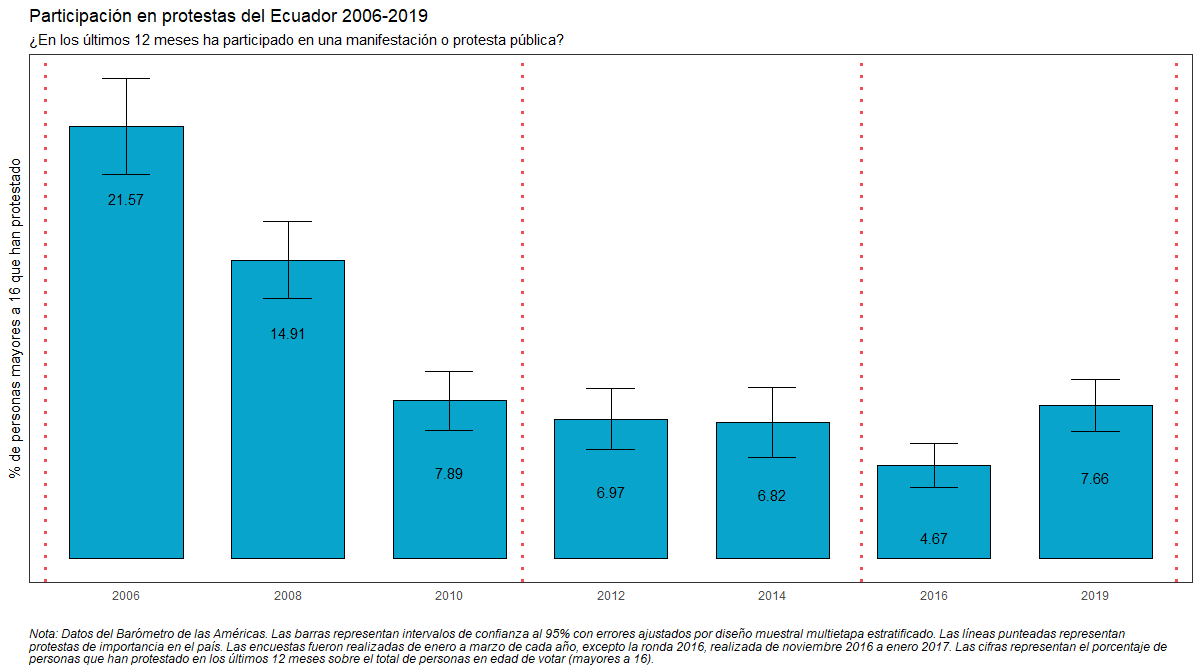 Participación en protestas del Ecuador 2006-2019
¿En los últimos 12 meses ha participado en una manifestación o protesta pública?
% de personas mayores a 16 que han protestado
21.57
14.91
7.89
6.97
6.82
4.67
7.66
2006
2008
2010
2012
2014
2016
2019
Nota: Datos del Barómetro de las Américas. Las barras representan intervalos de confianza al 95% con errores ajustados por diseño muestral multietapa estratificado. Las líneas punteadas representan
protestas de importancia en el país. Las encuestas fueron realizadas de enero a marzo de cada año, excepto la ronda 2016, realizada de noviembre 2016 a enero 2017. Las cifras representan el porcentaje de
personas que han protestado en los últimos 12 meses sobre el total de personas en edad de votar (mayores a 16).